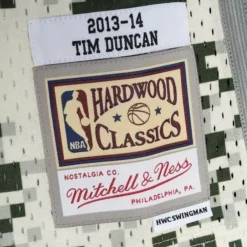 2013-14
TIM DUNCAN
HARDWOOD
NBA
CLASSICS
NOSTALGIA CO.
Mitchell & Ness
PHILADELPHIA, PA.
HWCSWINGMAN